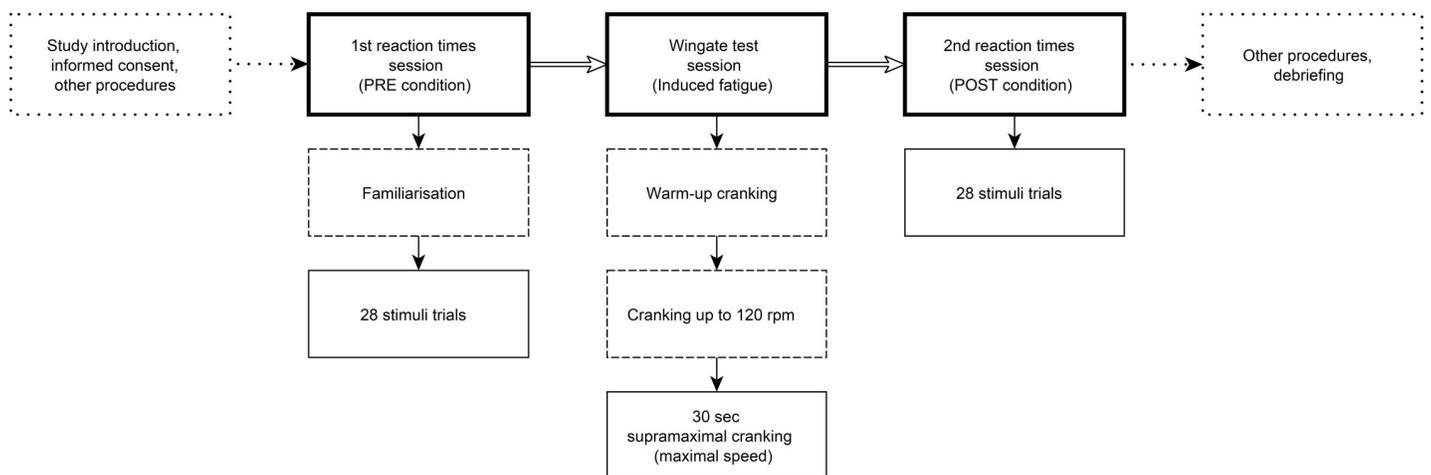 Study introduction,
informed consent,
other procedures
1st reaction times
session
(PRE condition)
Wingate test
session
(Induced fatigue)
2nd reaction times
session
(POST condition)
Other procedures,
debriefing
Familiarisation
Warm-up cranking
28 stimuli trials
28 stimuli trials
Cranking up to 120 rpm
30 sec
supramaximal cranking
(maximal speed)